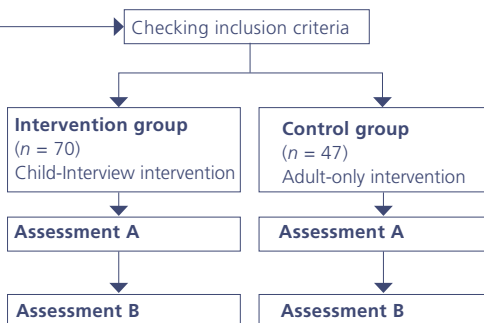 Checking inclusion criteria
Intervention group
(n = 70)
Child-Interview intervention
Control group
(n = 47)
Adult-only intervention
Assessment A
Assessment A
Assessment B
Assessment B